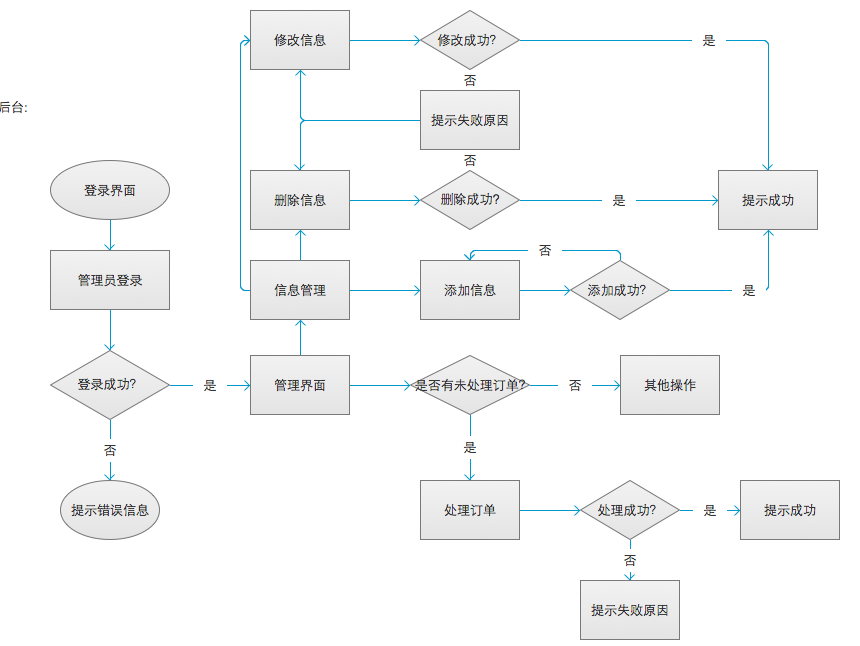 修改信息
修改成功?
是
否
后台:
提示失败原因
否
登录界面
删除信息
删除成功?
是
提示成功
否
管理员登录
信息管理
添加信息
添加成功?
是
登录成功?
是
管理界面
是否有未处理订单?
否
其他操作
否
是
提示错误信息
处理订单
处理成功?
是
提示成功
否
提示失败原因